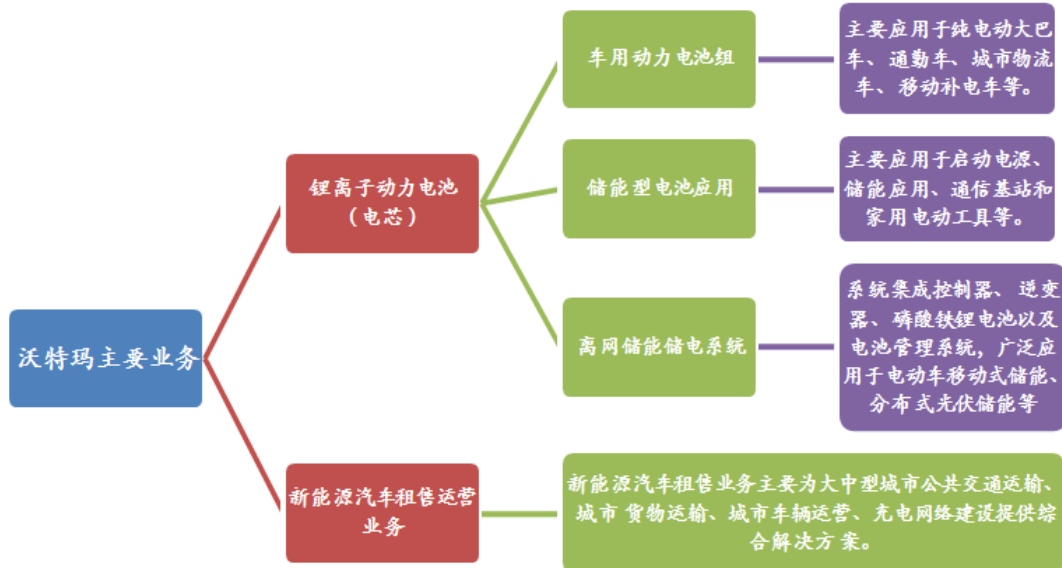 沃特玛主要业务
锂离子动力电池
（电芯）
车用动力电池组
主要应用于纯电动大巴
车、通勤车、城市物流
车、移动补电车等。
储能型电池应用
主要应用于启动电源、
储能应用、通信基站和
家用电动工具等。
离网储能储电系统
系统集成控制器、逆变
器、磷酸铁锂电池以及
电池管理系统，广泛应
用于电动车移动式储能、
分布式光伏储能等
新能源汽车租售运营
业务
新能源汽车租售业务主要为大中型城市公共交通运输、
城市 货物运输、城市车辆运营、充电网络建设提供综
合解决方案。